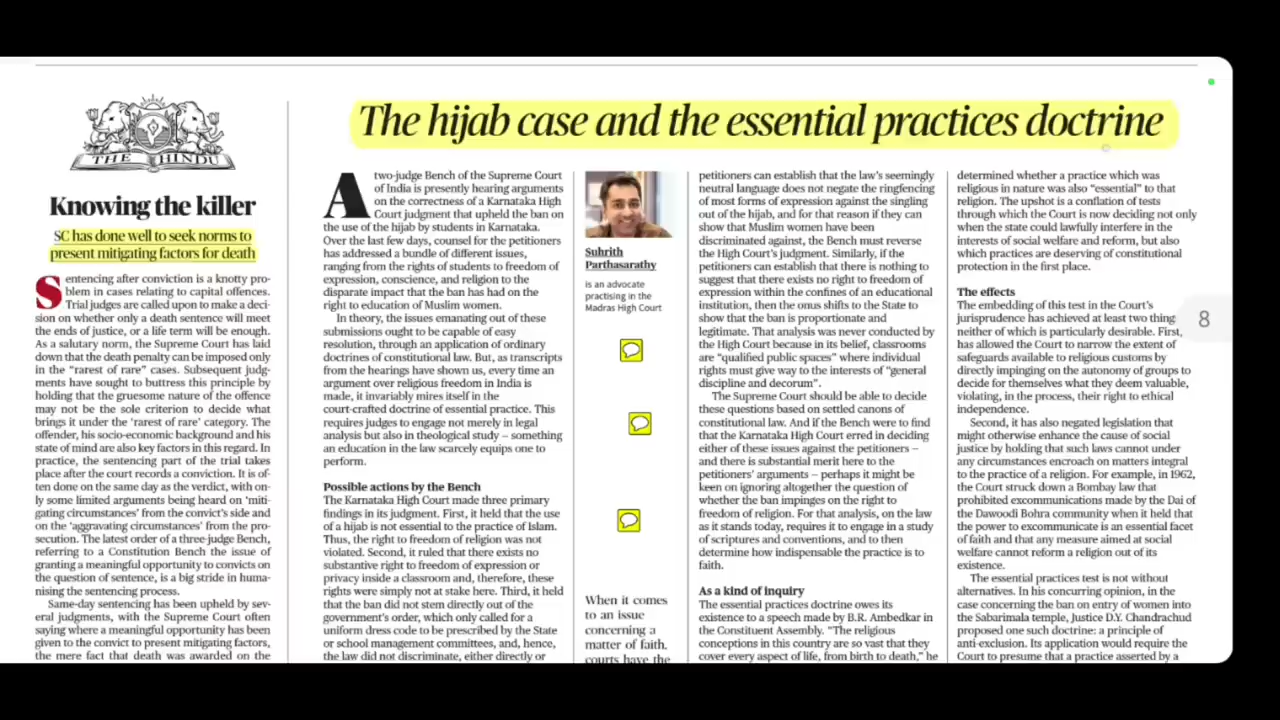 THE HINDU
Knowing the killer
SC has done well to seek norms to
present mitigating factors for death
Sentencing after conviction is a knotty pro-
blem in cases relating to capital offences.
Trial judges are called upon to make a deci-
sion on whether only a death sentence will meet
the ends of justice, or a life term will be enough.
As a salutary norm, the Supreme Court has laid
down that the death penalty can be imposed only
in the “rarest of rare” cases. Subsequent judg-
ments have sought to buttress this principle by
holding that the gruesome nature of the offence
may not be the sole criterion to decide what
brings it under the ‘rarest of rare’ category. The
offender, his socio-economic background and his
state of mind are also key factors in this regard. In
practice, the sentencing part of the trial takes
place after the court records a conviction. It is of-
ten done on the same day as the verdict, with on-
ly some limited arguments being heard on ‘miti-
gating circumstances’ from the convict’s side and
on the ‘aggravating circumstances’ from the pro-
secution. The latest order of a three-judge Bench,
referring to a Constitution Bench the issue of
granting a meaningful opportunity to convicts on
the question of sentence, is a big stride in huma-
nising the sentencing process.
Same-day sentencing has been upheld by sev-
eral judgments, with the Supreme Court often
saying where a meaningful opportunity has been
given to the convict to present mitigating factors,
the mere fact that death was awarded on the
The hijab case and the essential practices doctrine
A two-judge Bench of the Supreme Court
of India is presently hearing arguments
on the correctness of a Karnataka High
Court judgment that upheld the ban on
the use of the hijab by students in Karnataka.
Over the last few days, counsel for the petitioners
has addressed a bundle of different issues,
ranging from the rights of students to freedom of
expression, conscience, and religion to the
disparate impact that the ban has had on the
right to education of Muslim women.
In theory, the issues emanating out of these
submissions ought to be capable of easy
resolution, through an application of ordinary
doctrines of constitutional law. But, as transcripts
from the hearings have shown us, every time an
argument over religious freedom in India is
made, it invariably mires itself in the
court-crafted doctrine of essential practice. This
requires judges to engage not merely in legal
analysis but also in theological study – something
an education in the law scarcely equips one to
perform.
Possible actions by the Bench
The Karnataka High Court made three primary
findings in its judgment. First, it held that the use
of a hijab is not essential to the practice of Islam.
Thus, the right to freedom of religion was not
violated. Second, it ruled that there exists no
substantive right to freedom of expression or
privacy inside a classroom and, therefore, these
rights were simply not at stake here. Third, it held
that the ban did not stem directly out of the
government’s order, which only called for a
uniform dress code to be prescribed by the State
or school management committees, and, hence,
the law did not discriminate, either directly or
Suhrith
Parthasarathy
is an advocate
practising in the
Madras High Court
When it comes
to an issue
concerning a
matter of faith,
courts have the
petitioners can establish that the law’s seemingly
neutral language does not negate the ringfencing
of most forms of expression against the singling
out of the hijab, and for that reason if they can
show that Muslim women have been
discriminated against, the Bench must reverse
the High Court’s judgment. Similarly, if the
petitioners can establish that there is nothing to
suggest that there exists no right to freedom of
expression within the confines of an educational
institution, then the onus shifts to the State to
show that the ban is proportionate and
legitimate. That analysis was never conducted by
the High Court because in its belief, classrooms
are “qualified public spaces” where individual
rights must give way to the interests of “general
discipline and decorum”.
The Supreme Court should be able to decide
these questions based on settled canons of
constitutional law. And if the Bench were to find
that the Karnataka High Court erred in deciding
either of these issues against the petitioners –
and there is substantial merit here to the
petitioners’ arguments – perhaps it might be
keen on ignoring altogether the question of
whether the ban impinges on the right to
freedom of religion. For that analysis, on the law
as it stands today, requires it to engage in a study
of scriptures and conventions, and to then
determine how indispensable the practice is to
faith.
As a kind of inquiry
The essential practices doctrine owes its
existence to a speech made by B.R. Ambedkar in
the Constituent Assembly. “The religious
conceptions in this country are so vast that they
cover every aspect of life, from birth to death,” he
determined whether a practice which was
religious in nature was also “essential” to that
religion. The upshot is a conflation of tests
through which the Court is now deciding not only
when the state could lawfully interfere in the
interests of social welfare and reform, but also
which practices are deserving of constitutional
protection in the first place.
The effects
The embedding of this test in the Court’s
jurisprudence has achieved at least two thing
neither of which is particularly desirable. First,
has allowed the Court to narrow the extent of
safeguards available to religious customs by
directly impinging on the autonomy of groups to
decide for themselves what they deem valuable,
violating, in the process, their right to ethical
independence.
Second, it has also negated legislation that
might otherwise enhance the cause of social
justice by holding that such laws cannot under
any circumstances encroach on matters integral
to the practice of a religion. For example, in 1962,
the Court struck down a Bombay law that
prohibited excommunications made by the Dai of
the Dawoodi Bohra community when it held that
the power to excommunicate is an essential facet
of faith and that any measure aimed at social
welfare cannot reform a religion out of its
existence.
The essential practices test is not without
alternatives. In his concurring opinion, in the
case concerning the ban on entry of women into
the Sabarimala temple, Justice D.Y. Chandrachud
proposed one such doctrine: a principle of
anti-exclusion. Its application would require the
Court to presume that a practice asserted by a
8